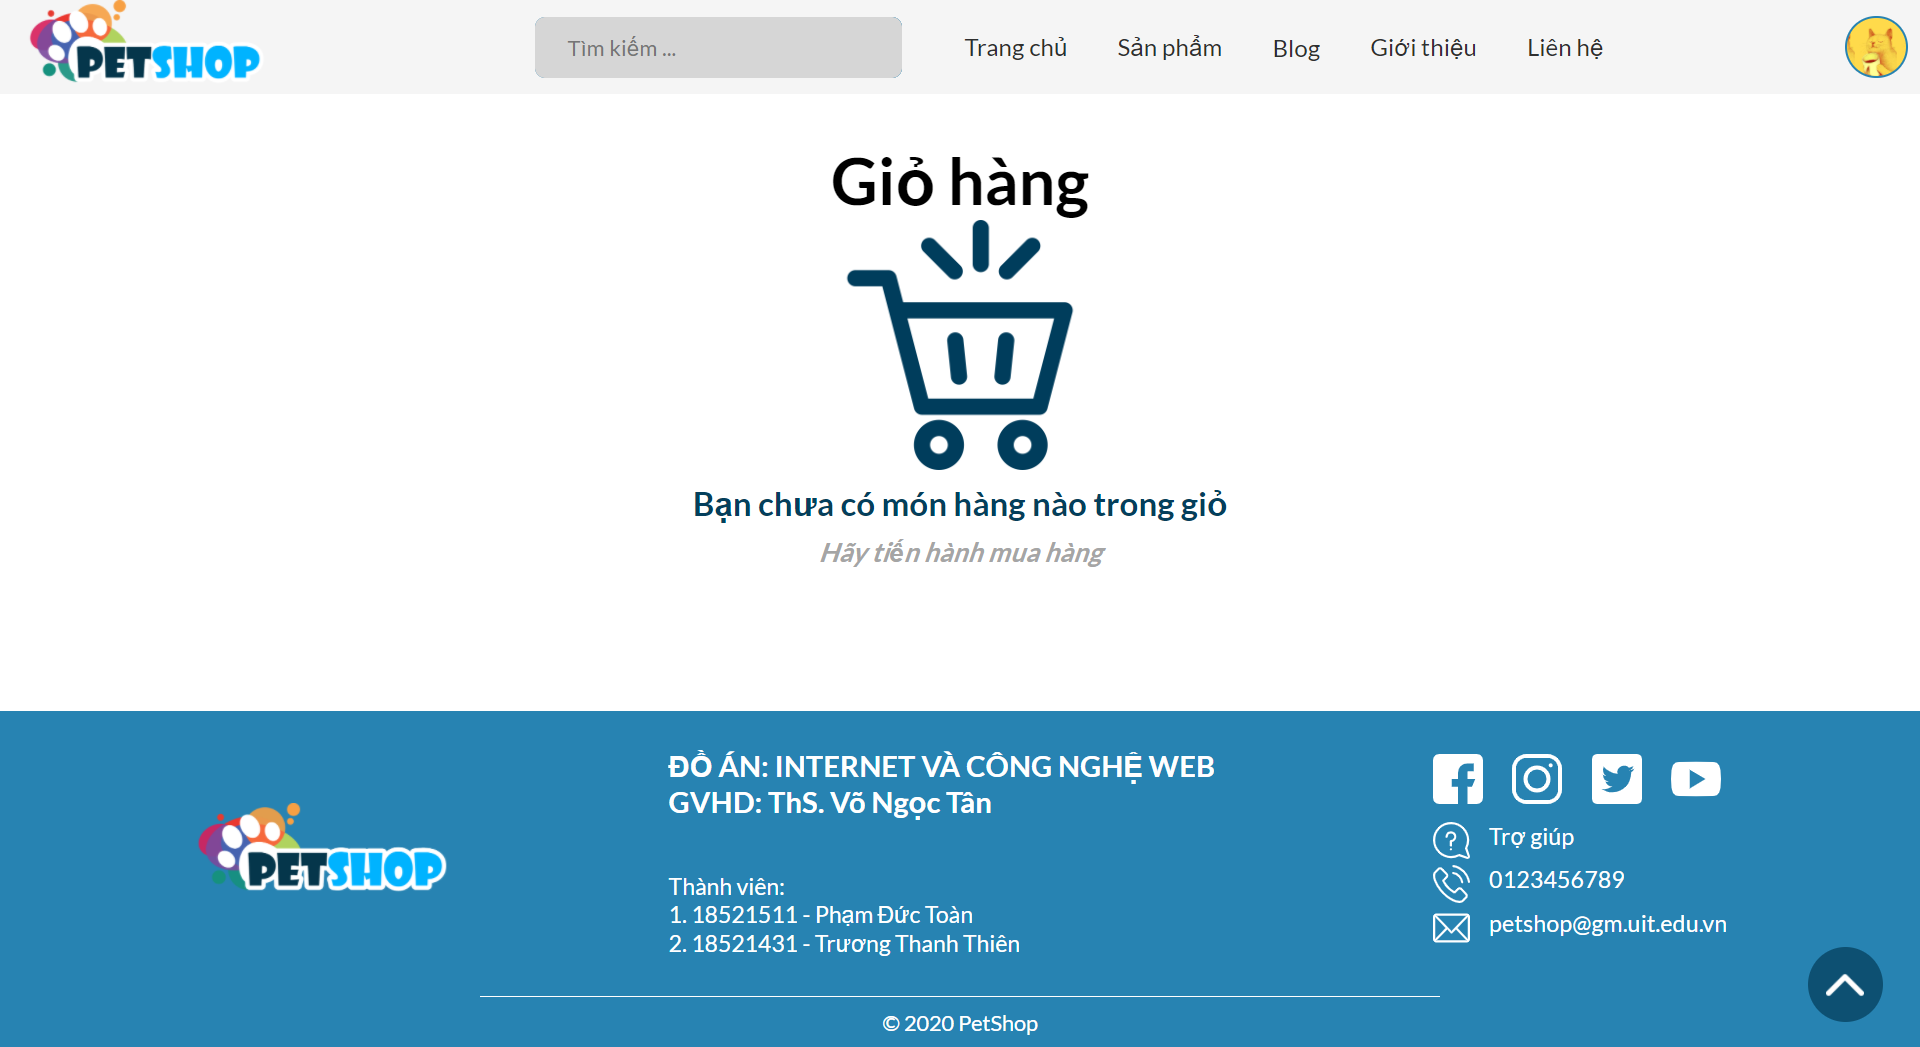 PETSHOP
Tìm kiếm ...
Trang chủ
Sản phẩm
Blog
Giới thiệu
Liên hệ
Giỏ hàng
Bạn chưa có món hàng nào trong giỏ
Hãy tiến hành mua hàng
PETSHOP
ĐỒ ÁN: INTERNET VÀ CÔNG NGHỆ WEB
GVHD: ThS. Võ Ngọc Tân
Thành viên:
1. 18521511 - Phạm Đức Toàn
2. 18521431 - Trương Thanh Thiên
Trợ giúp
0123456789
petshop@gm.uit.edu.vn
© 2020 PetShop